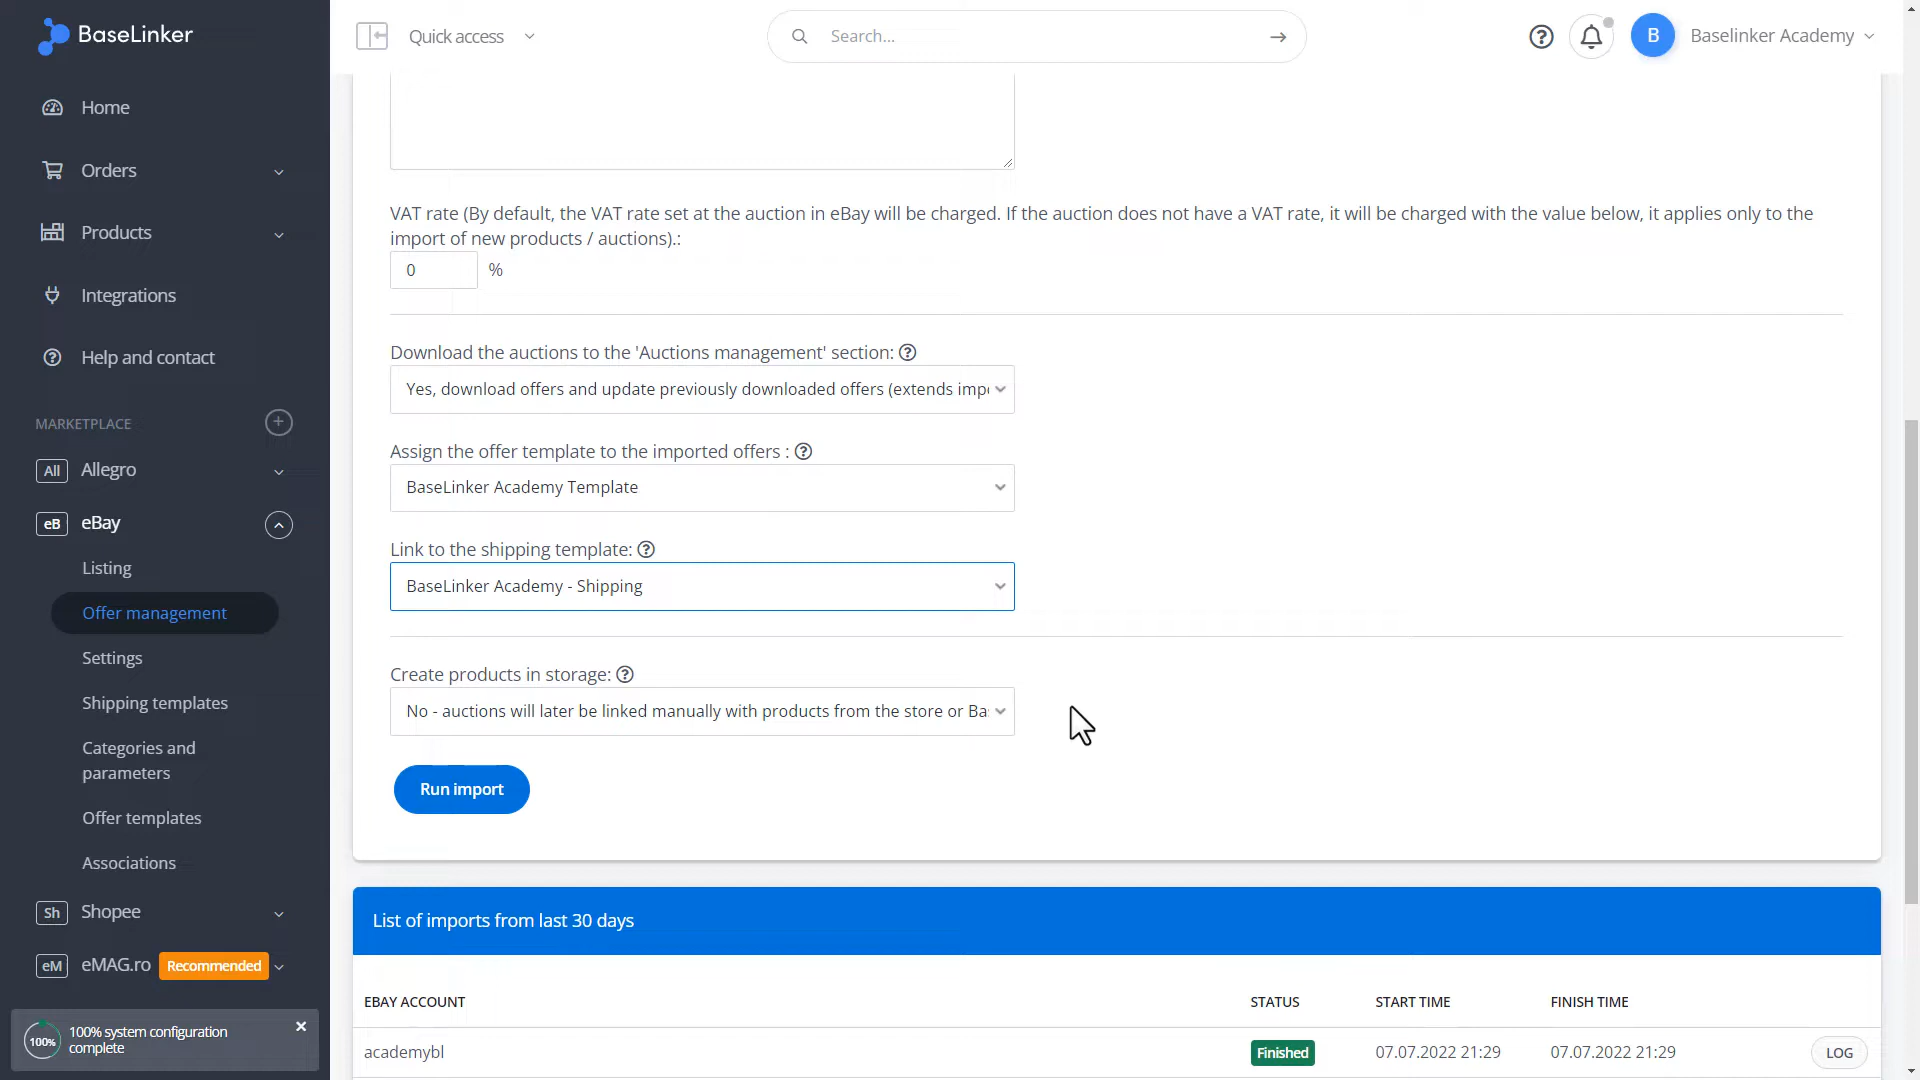 BaseLinker
Quick access
Search...
B
Baselinker Academy
Home
Orders
Products
Integrations
Help and contact
MARKETPLACE
All Allegro
eB eBay
Listing
Offer management
Settings
Shipping templates
Categories and
parameters
Offer templates
Associations
Sh Shopee
eM eMAG.ro Recommended
100% 100% system configuration
complete
VAT rate (By default, the VAT rate set at the auction in eBay will be charged. If the auction does not have a VAT rate, it will be charged with the value below, it applies only to the
import of new products / auctions).:
0 %
Download the auctions to the 'Auctions management' section:
Yes, download offers and update previously downloaded offers (extends imp
Assign the offer template to the imported offers :
BaseLinker Academy Template
Link to the shipping template:
BaseLinker Academy - Shipping
Create products in storage:
No - auctions will later be linked manually with products from the store or Ba
Run import
List of imports from last 30 days
EBAY ACCOUNT STATUS START TIME FINISH TIME
academybl Finished 07.07.2022 21:29 07.07.2022 21:29 LOG